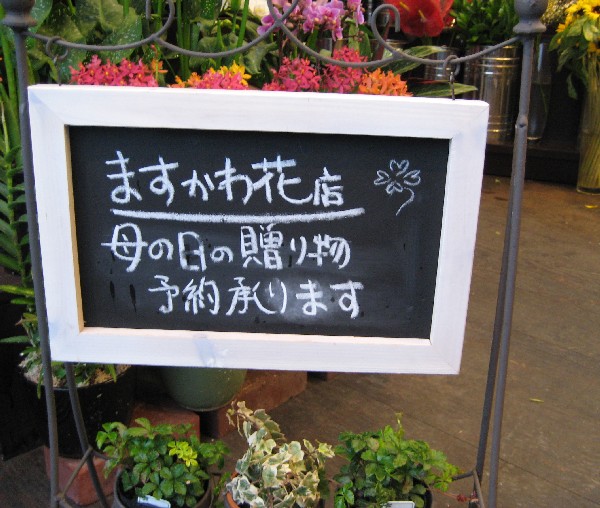 ますかわ花店
母の日の贈り物
予約承ります